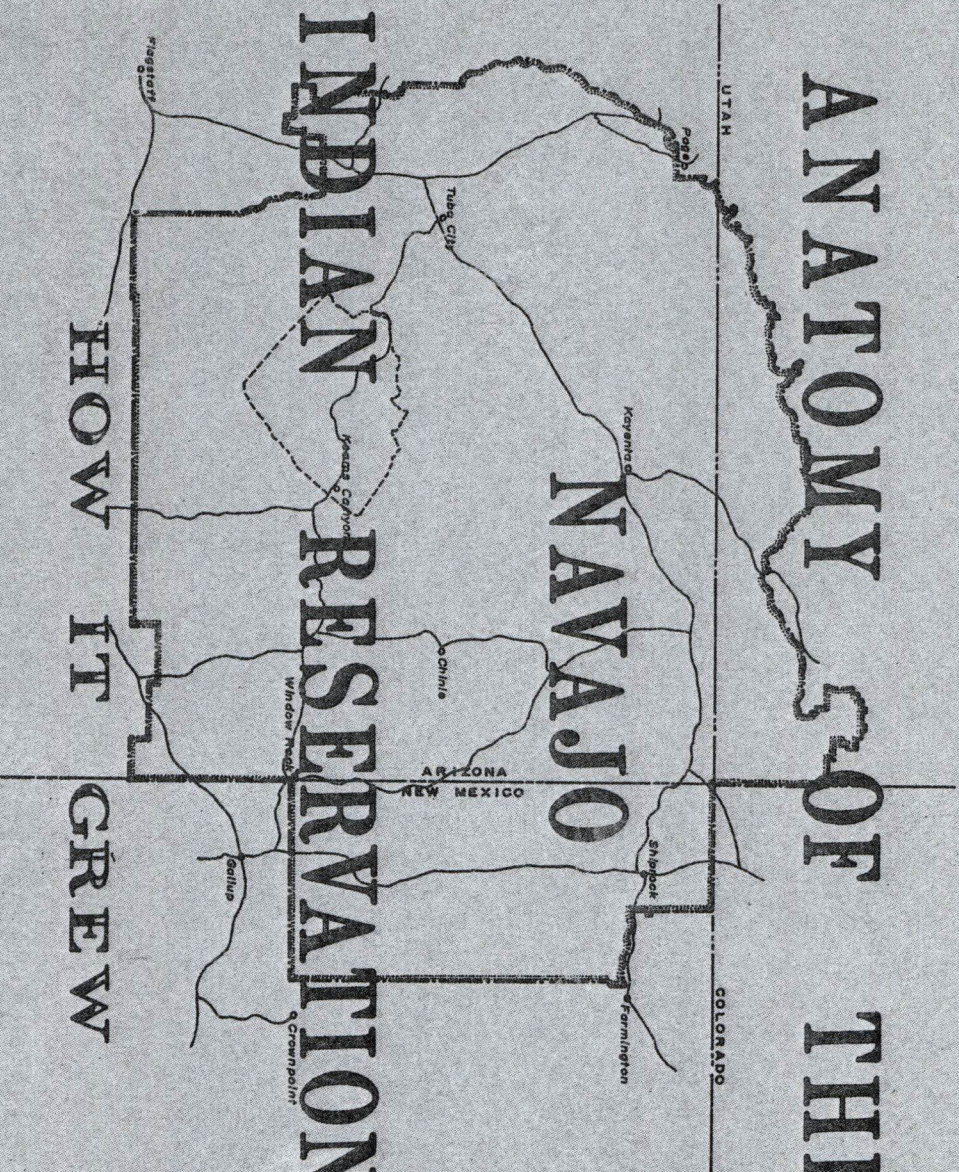 ANATOMY OF TH
UTAH
COLORADO
Page
Kayenta
NAVAJO
Shiprock
Farmington
Tuba City
Chinle
ARIZONA
NEW MEXICO
INDIAN RESERVATION
Keams Canyon
Window Rock
Crownpoint
Gallup
Flagstaff
HOW IT GREW